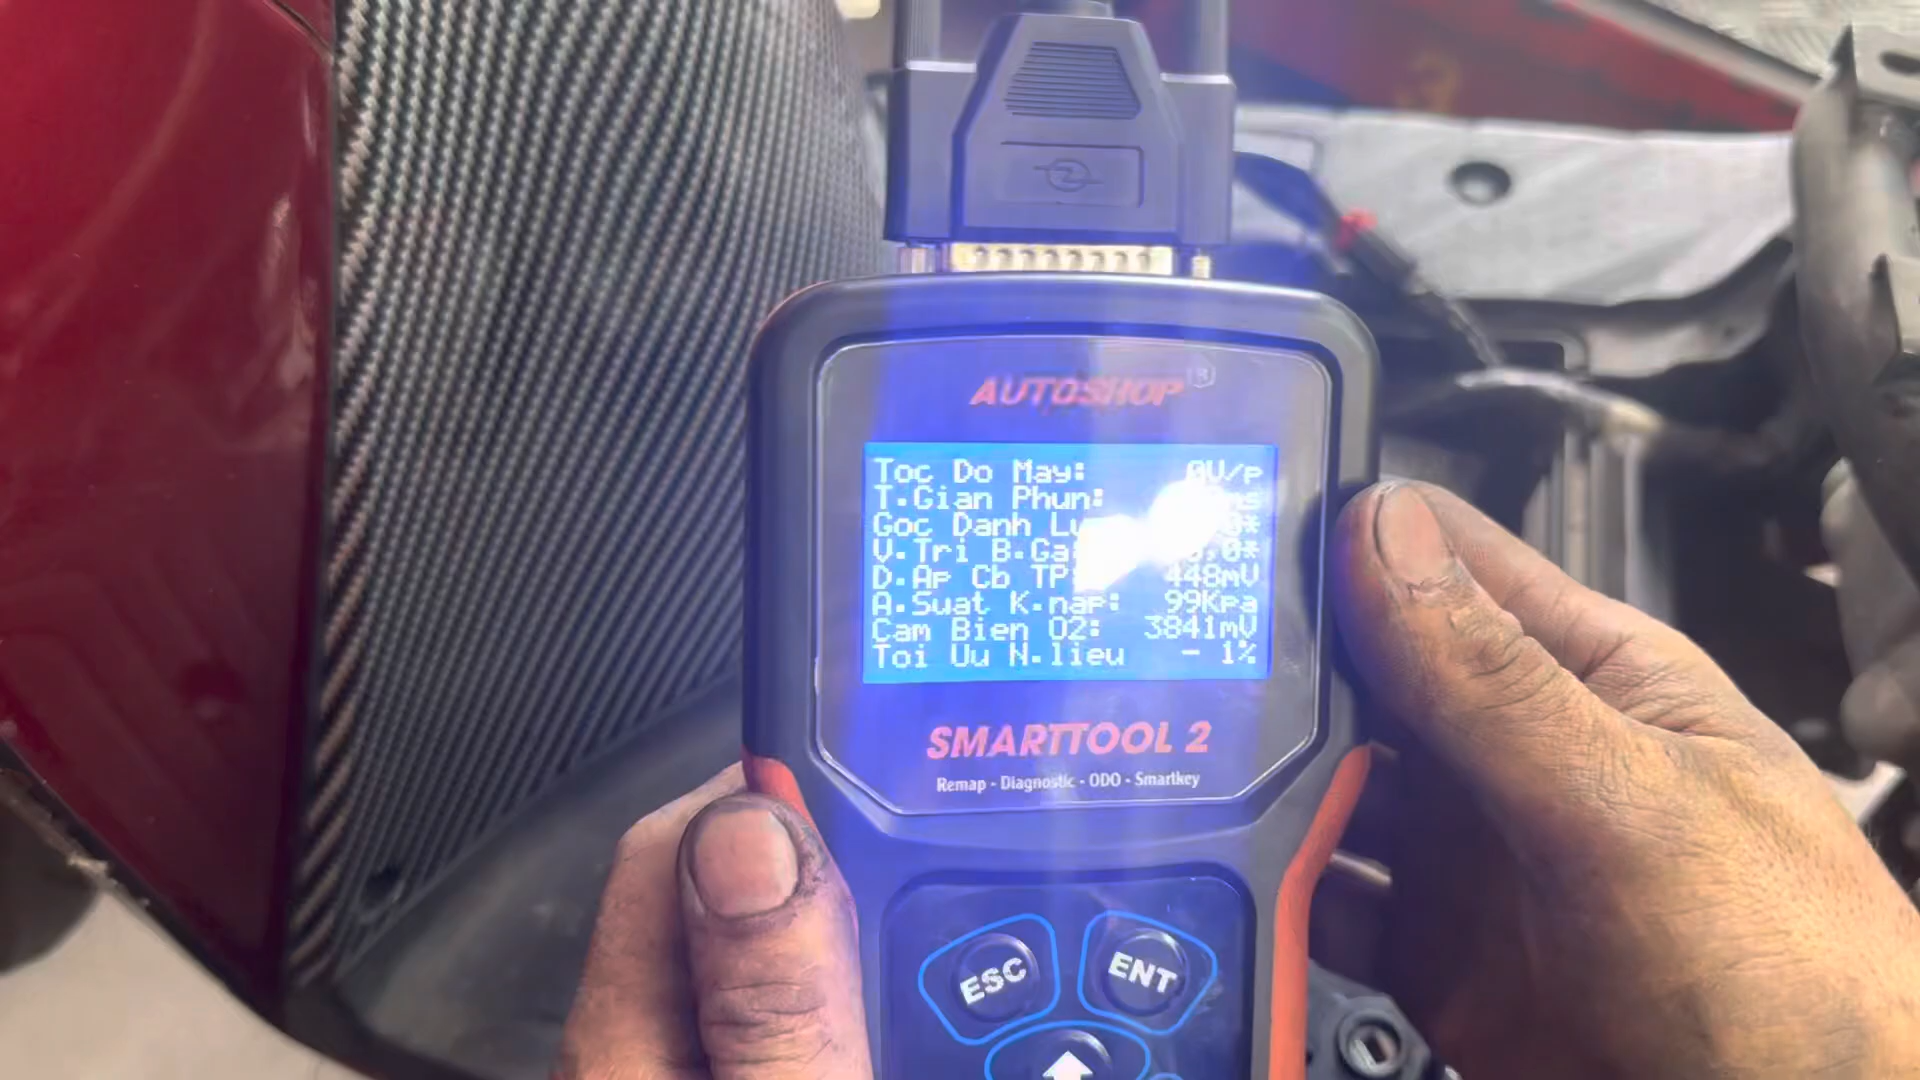 AUTOSHOP®
Toc Do May: 0V/p
T.Gian Phun: ms
Goc Danh
V.Tri B.Ga
D.Ap Cb TP 448mV
A.Suat K.nap: 99Kpa
Cam Bien O2: 3841mV
Toi Uu N.lieu - 1%
SMARTTOOL 2
Remap - Diagnostic - ODO - Smartkey
ESC
ENT